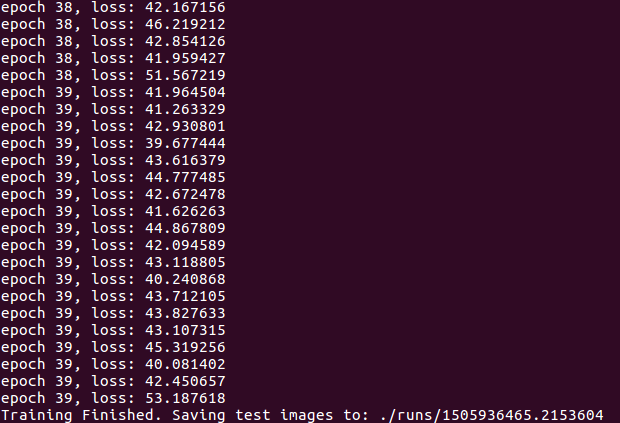 epoch 38, loss: 42.167156
epoch 38, loss: 46.219212
epoch 38, loss: 42.854126
epoch 38, loss: 41.959427
epoch 38, loss: 51.567219
epoch 39, loss: 41.964504
epoch 39, loss: 41.263329
epoch 39, loss: 42.930801
epoch 39, loss: 39.677444
epoch 39, loss: 43.616379
epoch 39, loss: 44.777485
epoch 39, loss: 42.672478
epoch 39, loss: 41.626263
epoch 39, loss: 44.867809
epoch 39, loss: 42.094589
epoch 39, loss: 43.118805
epoch 39, loss: 40.240868
epoch 39, loss: 43.712105
epoch 39, loss: 43.827633
epoch 39, loss: 43.107315
epoch 39, loss: 45.319256
epoch 39, loss: 40.081402
epoch 39, loss: 42.450657
epoch 39, loss: 53.187618
Training Finished. Saving test images to: ./runs/1505936465.2153604